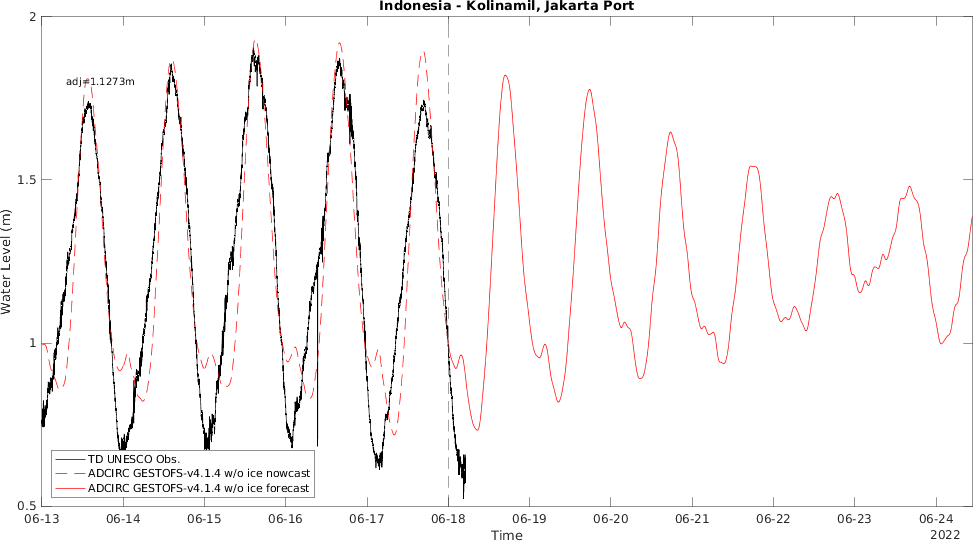 Indonesia - Kolinamil, Jakarta Port
2
adj=1.1273m
1.5
Water Level (m)
1
TD UNESCO Obs.
ADCIRC GESTOFS-v4.1.4 w/o ice nowcast
ADCIRC GESTOFS-v4.1.4 w/o ice forecast
0.5
06-13 06-14 06-15 06-16 06-17 06-18 06-19 06-20 06-21 06-22 06-23 06-24
Time 2022